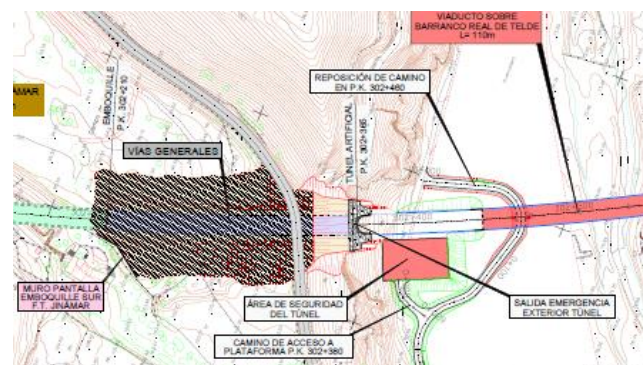 VIADUCTO SOBRE
BARRANCO REAL DE TELDE
L= 110m
REPOSICIÓN DE CAMINO
EN P.K. 302+460
EMBOQUILLE
P.K. 302+210
TÚNEL ARTIFICIAL
P.K. 302+365
VÍAS GENERALES
302+400
MURO PANTALLA
EMBOQUILLE SUR
F.T. JINÁMAR
ÁREA DE SEGURIDAD
DEL TÚNEL
SALIDA EMERGENCIA
EXTERIOR TÚNEL
CAMINO DE ACCESO A
PLATAFORMA P.K. 302+380